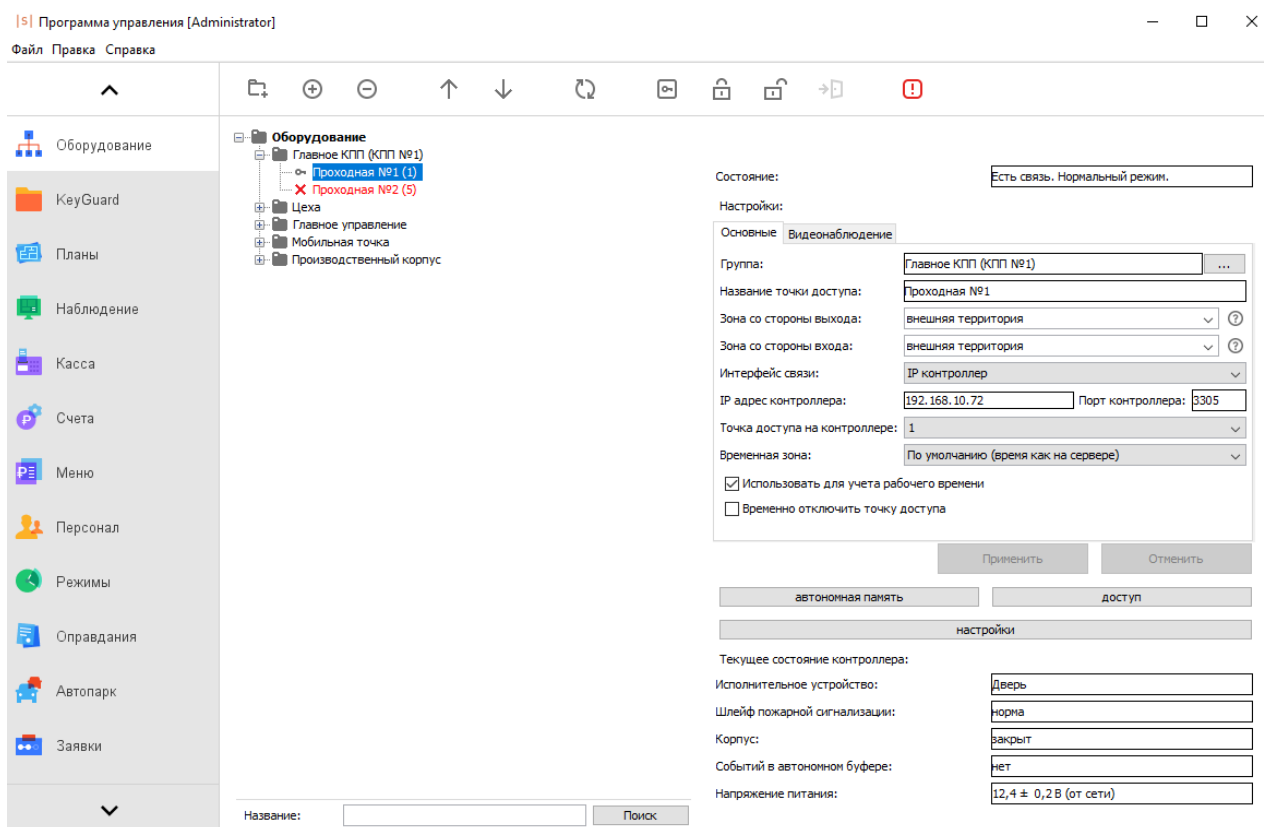 |S| Программа управления [Administrator]
Файл Правка Справка
Оборудование
KeyGuard
Планы
Наблюдение
Касса
Счета
Меню
Персонал
Режимы
Оправдания
Автопарк
Заявки
Оборудование
Главное КПП (КПП №1)
Проходная №1 (1)
Проходная №2 (5)
Цеха
Главное управление
Мобильная точка
Производственный корпус
Название: Поиск
Состояние: Есть связь. Нормальный режим.
Настройки:
Основные Видеонаблюдение
Группа: Главное КПП (КПП №1) ...
Название точки доступа: Проходная №1
Зона со стороны выхода: внешняя территория ?
Зона со стороны входа: внешняя территория ?
Интерфейс связи: IP контроллер
IP адрес контроллера: 192.168.10.72 Порт контроллера: 3305
Точка доступа на контроллере: 1
Временная зона: По умолчанию (время как на сервере)
Использовать для учета рабочего времени
Временно отключить точку доступа
Применить Отменить
автономная память доступ
настройки
Текущее состояние контроллера:
Исполнительное устройство: Дверь
Шлейф пожарной сигнализации: норма
Корпус: закрыт
Событий в автономном буфере: нет
Напряжение питания: 12,4 ± 0,2 В (от сети)